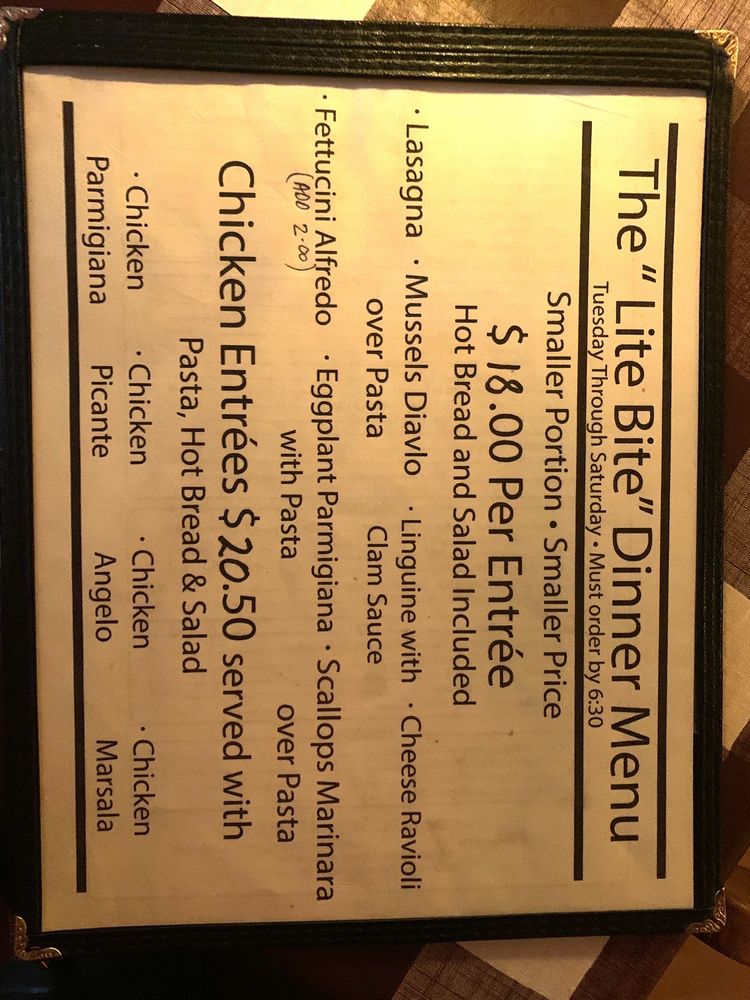 The "Lite Bite" Dinner Menu
Tuesday Through Saturday • Must order by 6:30
Smaller Portion • Smaller Price
$ 18.00 Per Entrée
Hot Bread and Salad Included
· Lasagna · Mussels Diavlo · Linguine with · Cheese Ravioli
over Pasta Clam Sauce
· Fettucini Alfredo · Eggplant Parmigiana · Scallops Marinara
(ADD 2.00) with Pasta over Pasta
Chicken Entrées $20.50 served with
Pasta, Hot Bread & Salad
· Chicken · Chicken · Chicken · Chicken
Parmigiana Picante Angelo Marsala